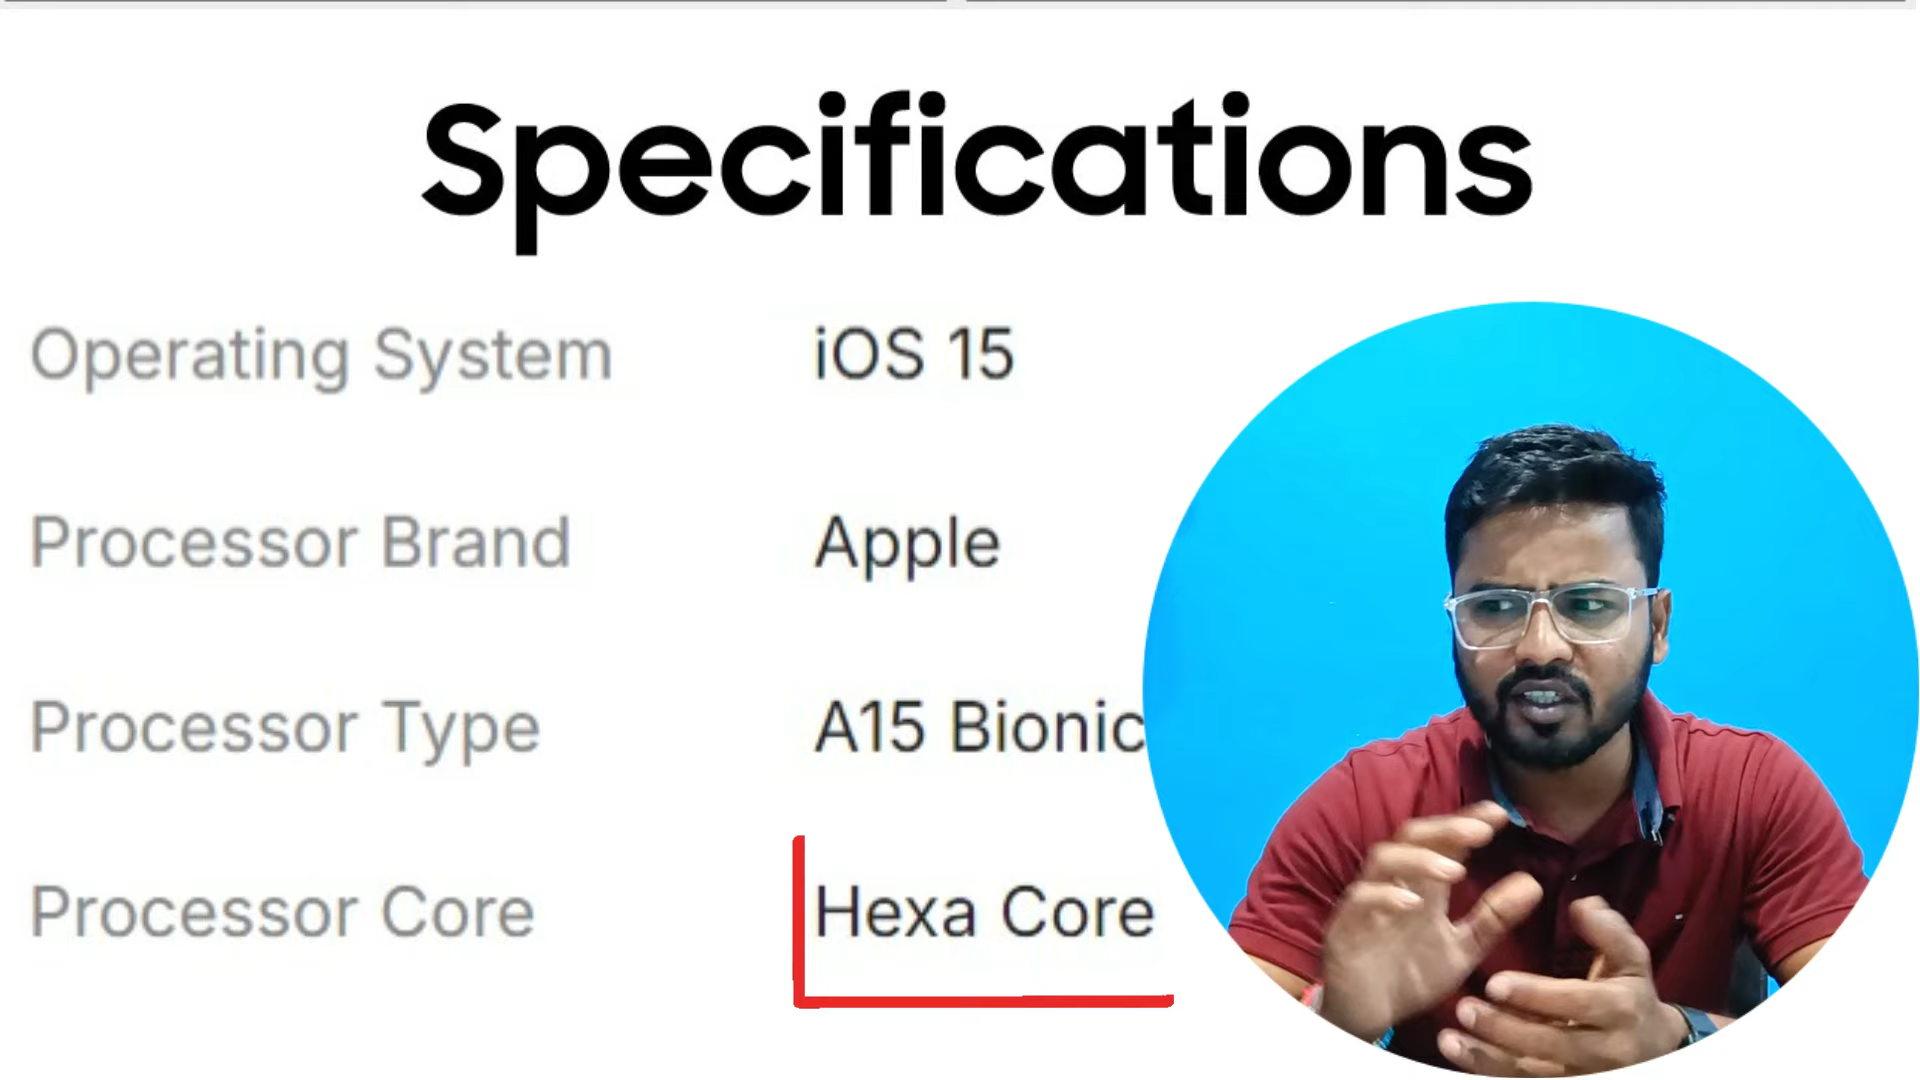 Specifications
Operating System iOS 15
Processor Brand Apple
Processor Type A15 Bionic
Processor Core Hexa Core